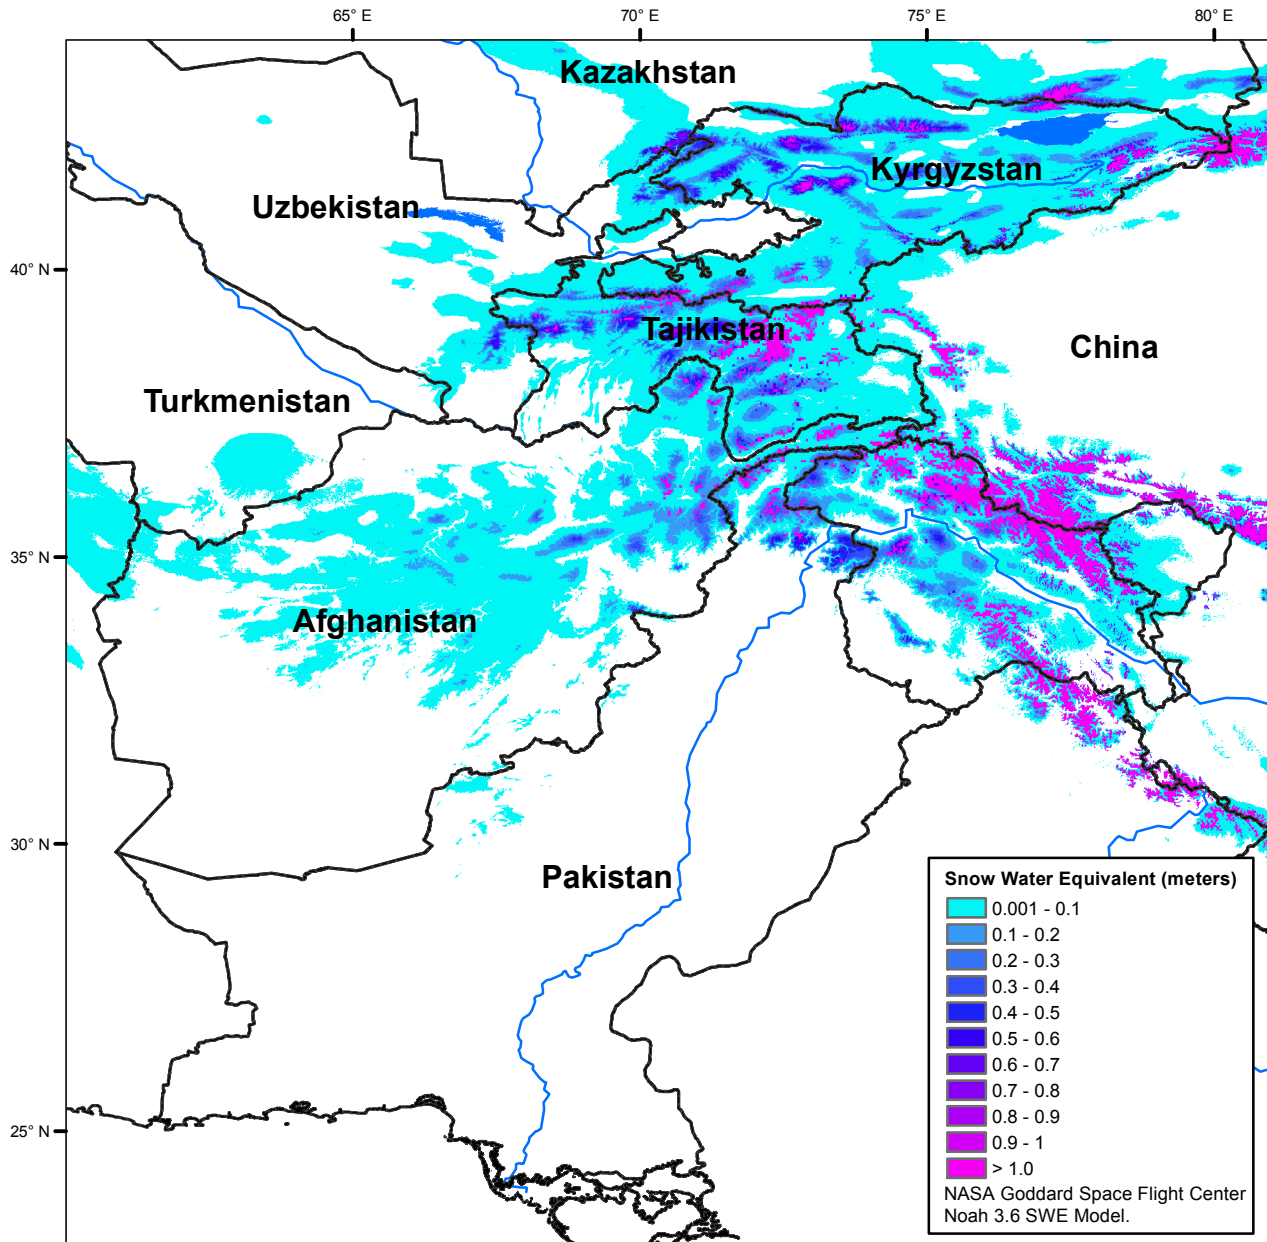 65° E
70° E
75° E
80° E
Kazakhstan
Kyrgyzstan
Uzbekistan
40° N
Tajikistan
China
Turkmenistan
35° N
Afghanistan
30° N
Pakistan
25° N
Snow Water Equivalent (meters)
0.001 - 0.1
0.1 - 0.2
0.2 - 0.3
0.3 - 0.4
0.4 - 0.5
0.5 - 0.6
0.6 - 0.7
0.7 - 0.8
0.8 - 0.9
0.9 - 1
> 1.0
NASA Goddard Space Flight Center
Noah 3.6 SWE Model.